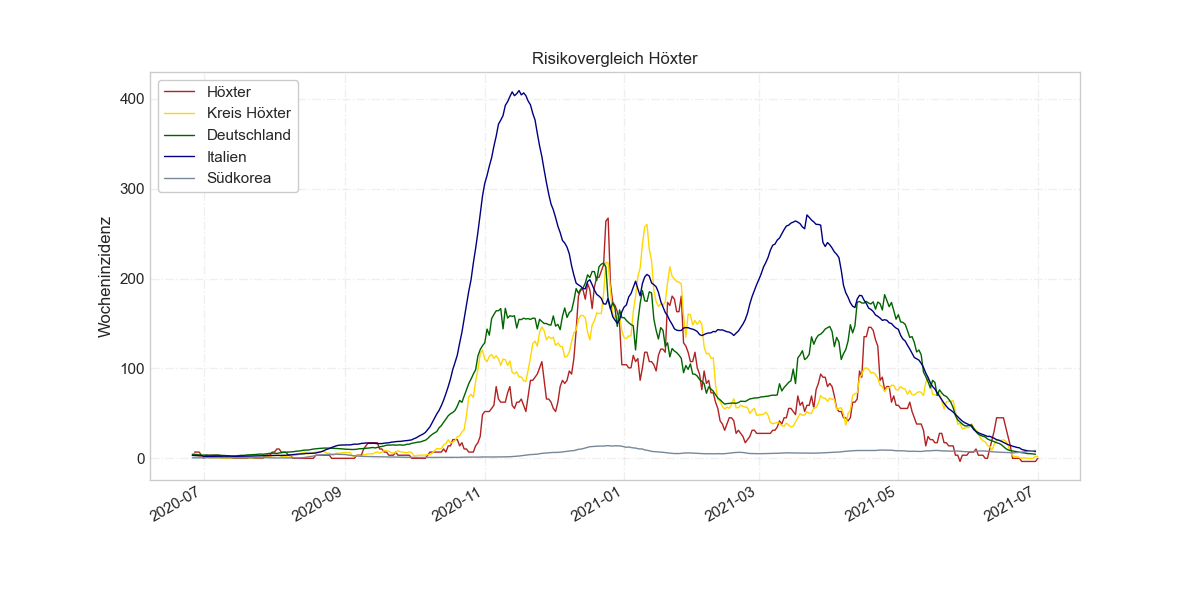 Risikovergleich Höxter
Höxter
Kreis Höxter
Deutschland
Italien
Südkorea
Wocheninzidenz
400
300
200
100
0
2020-07
2020-09
2020-11
2021-01
2021-03
2021-05
2021-07